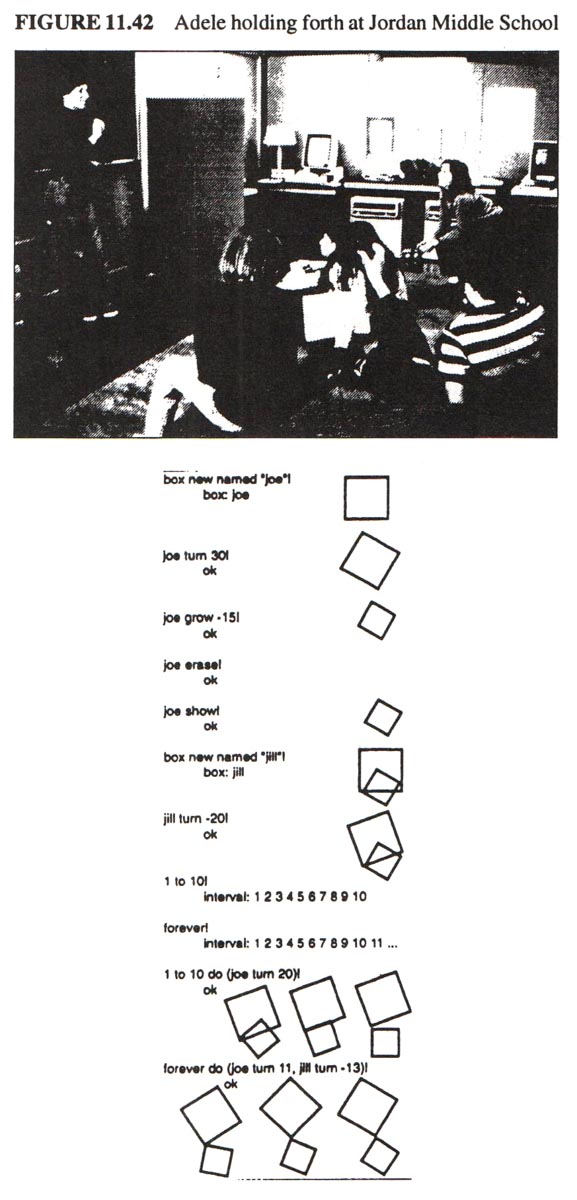 FIGURE 11.42 Adele holding forth at Jordan Middle School
box new named "joe"!
box: joe
joe turn 30!
ok
joe grow -15!
ok
joe erase!
ok
joe show!
ok
box new named "jill"!
box: jill
jill turn -20!
ok
1 to 10!
interval: 1 2 3 4 5 6 7 8 9 10
forever!
interval: 1 2 3 4 5 6 7 8 9 10 11 ...
1 to 10 do (joe turn 20)!
ok
forever do (joe turn 11, jill turn -13)!
ok